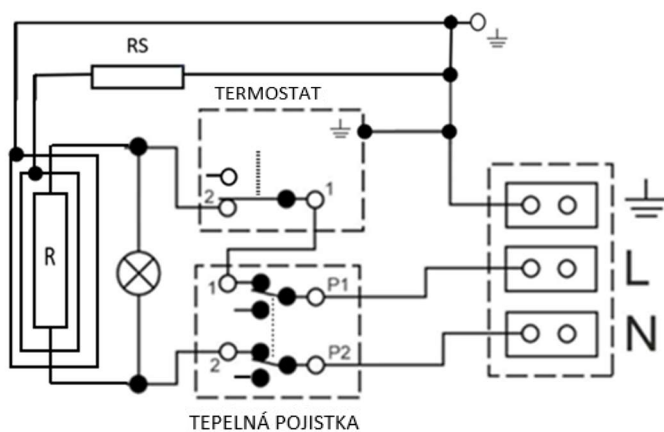 RS
TERMOSTAT
2
1
R
1
P1
L
2
P2
N
TEPELNÁ POJISTKA